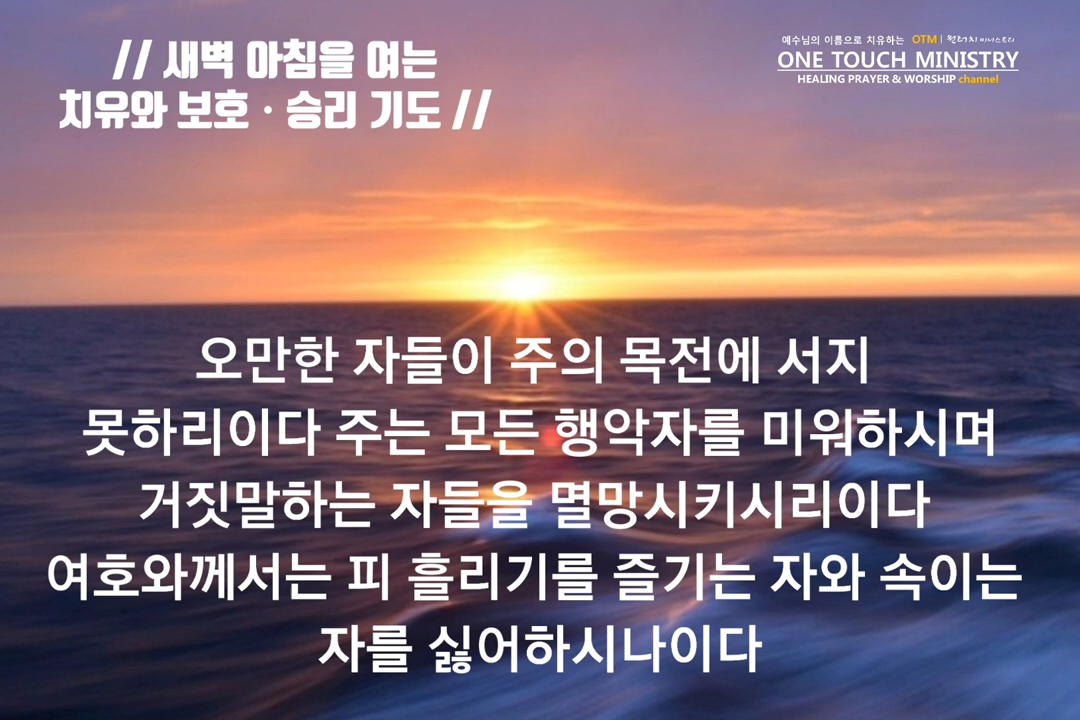 // 새벽 아침을 여는
치유와 보호 · 승리 기도 //
예수님의 이름으로 치유하는 OTM | 원터치 미니스트리
ONE TOUCH MINISTRY
HEALING PRAYER & WORSHIP channel
오만한 자들이 주의 목전에 서지
못하리이다 주는 모든 행악자를 미워하시며
거짓말하는 자들을 멸망시키시리이다
여호와께서는 피 흘리기를 즐기는 자와 속이는
자를 싫어하시나이다